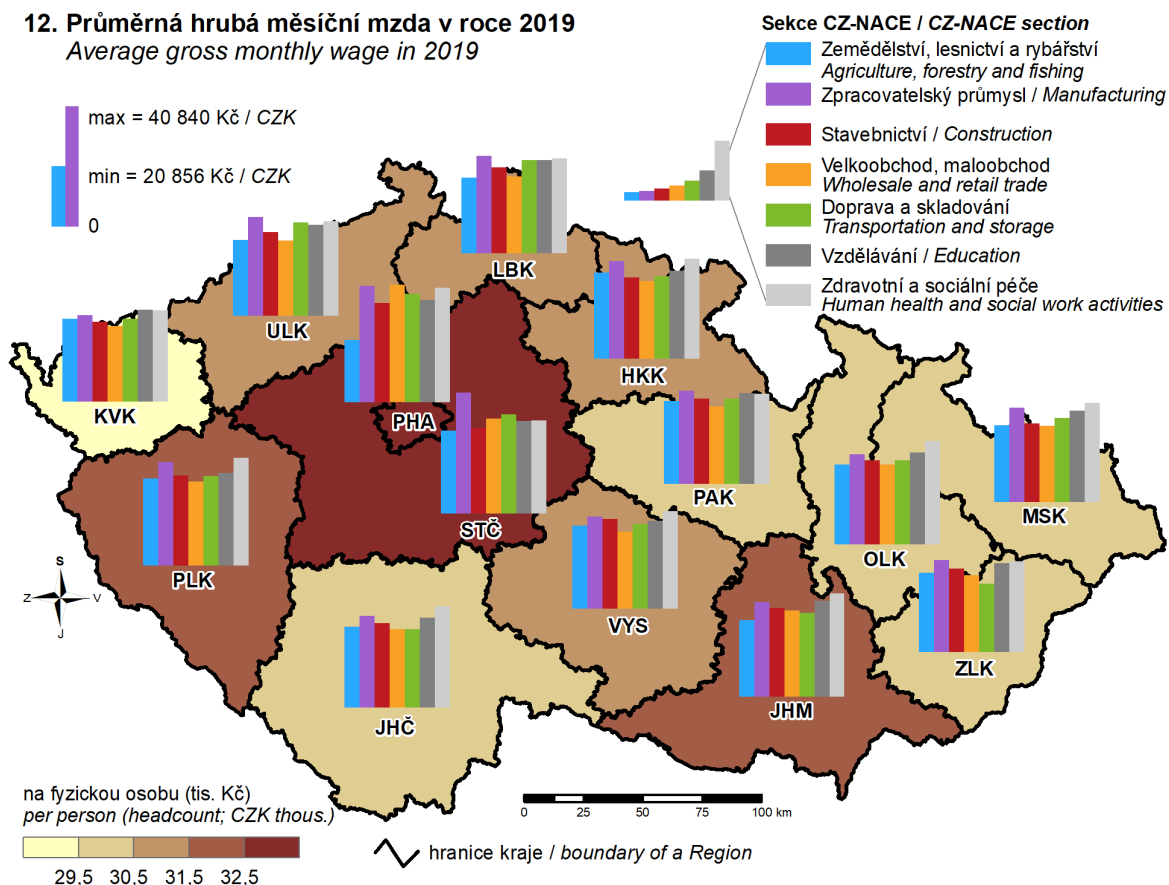 12. Průměrná hrubá měsíční mzda v roce 2019
Average gross monthly wage in 2019
max = 40 840 Kč / CZK
min = 20 856 Kč / CZK
0
Sekce CZ-NACE / CZ-NACE section
Zemědělství, lesnictví a rybářství
Agriculture, forestry and fishing
Zpracovatelský průmysl / Manufacturing
Stavebnictví / Construction
Velkoobchod, maloobchod
Wholesale and retail trade
Doprava a skladování
Transportation and storage
Vzdělávání / Education
Zdravotní a sociální péče
Human health and social work activities
LBK
ULK
HKK
KVK
PHA
PAK
MSK
STČ
OLK
PLK
VYS
ZLK
JHM
JHČ
S
Z
V
J
na fyzickou osobu (tis. Kč)
per person (headcount; CZK thous.)
29,5 30,5 31,5 32,5
0 25 50 75 100 km
hranice kraje / boundary of a Region